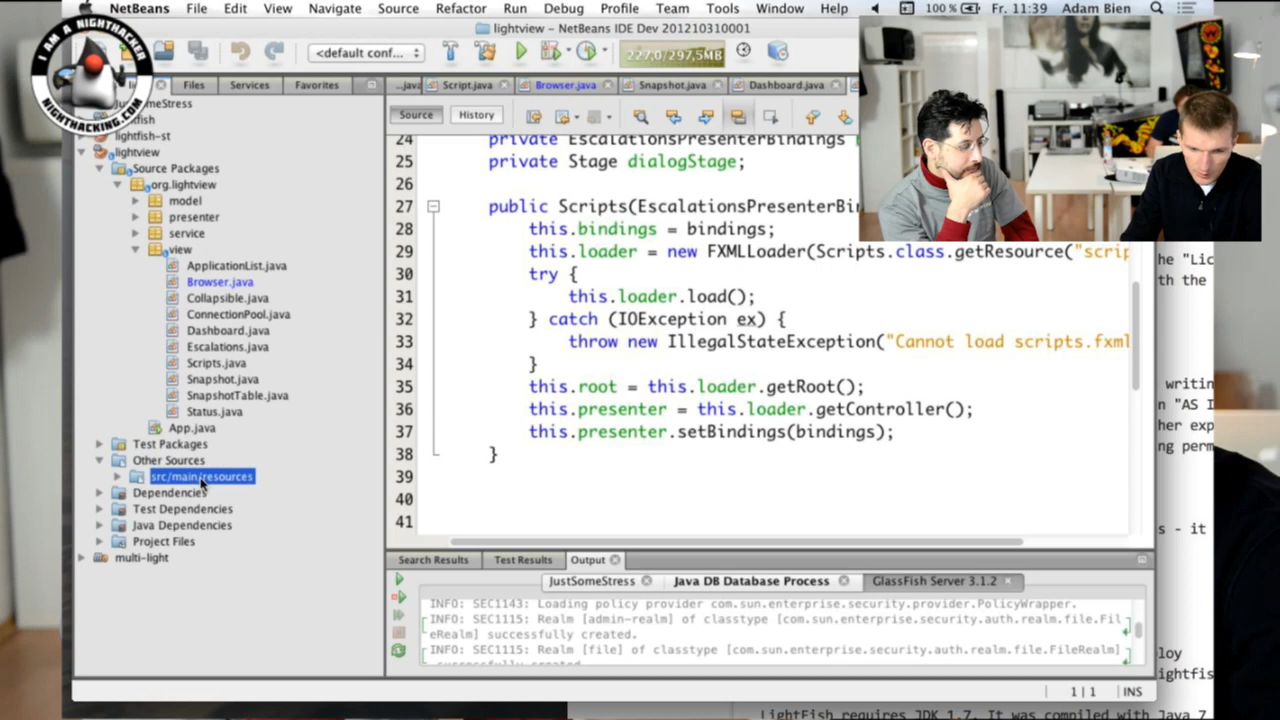 NetBeans File Edit View Navigate Source Refactor Run Debug Profile Team Tools Window Help 100 % Fr. 11:39 Adam Bien
lightview – NetBeans IDE Dev 201210310001
I AM A NIGHTHACKER
NIGHTHACKING.COM
<default conf...
227,0/297,5MB
Files Services Favorites
...java Script.java Browser.java Snapshot.java Dashboard.java
Source History
lightfish-st
lightview
Source Packages
org.lightview
model
presenter
service
view
ApplicationList.java
Browser.java
Collapsible.java
ConnectionPool.java
Dashboard.java
Escalations.java
Scripts.java
Snapshot.java
SnapshotTable.java
Status.java
App.java
Test Packages
Other Sources
src/main/resources
Dependencies
Test Dependencies
Java Dependencies
Project Files
multi-light
24 private EscalationsPresenterBindings
25 private Stage dialogStage;
26
27 public Scripts(EscalationsPresenterBin
28 this.bindings = bindings;
29 this.loader = new FXMLLoader(Scripts.class.getResource("scrip
30 try {
31 this.loader.load();
32 } catch (IOException ex) {
33 throw new IllegalStateException("Cannot load scripts.fxml
34 }
35 this.root = this.loader.getRoot();
36 this.presenter = this.loader.getController();
37 this.presenter.setBindings(bindings);
38 }
39
40
41
Search Results Test Results Output
JustSomeStress Java DB Database Process GlassFish Server 3.1.2
INFO: SEC1143: Loading policy provider com.sun.enterprise.security.provider.PolicyWrapper.
INFO: SEC1115: Realm [admin-realm] of classtype [com.sun.enterprise.security.auth.realm.file.Fil
eRealm] successfully created.
INFO: SEC1115: Realm [file] of classtype [com.sun.enterprise.security.auth.realm.file.FileRealm]
1|1 INS
he "Lic
th the
writin
n "AS I
her exp
ng perm
s - it
loy
ightfis
LightFish requires JDK 1.7. It was compiled with Java 7